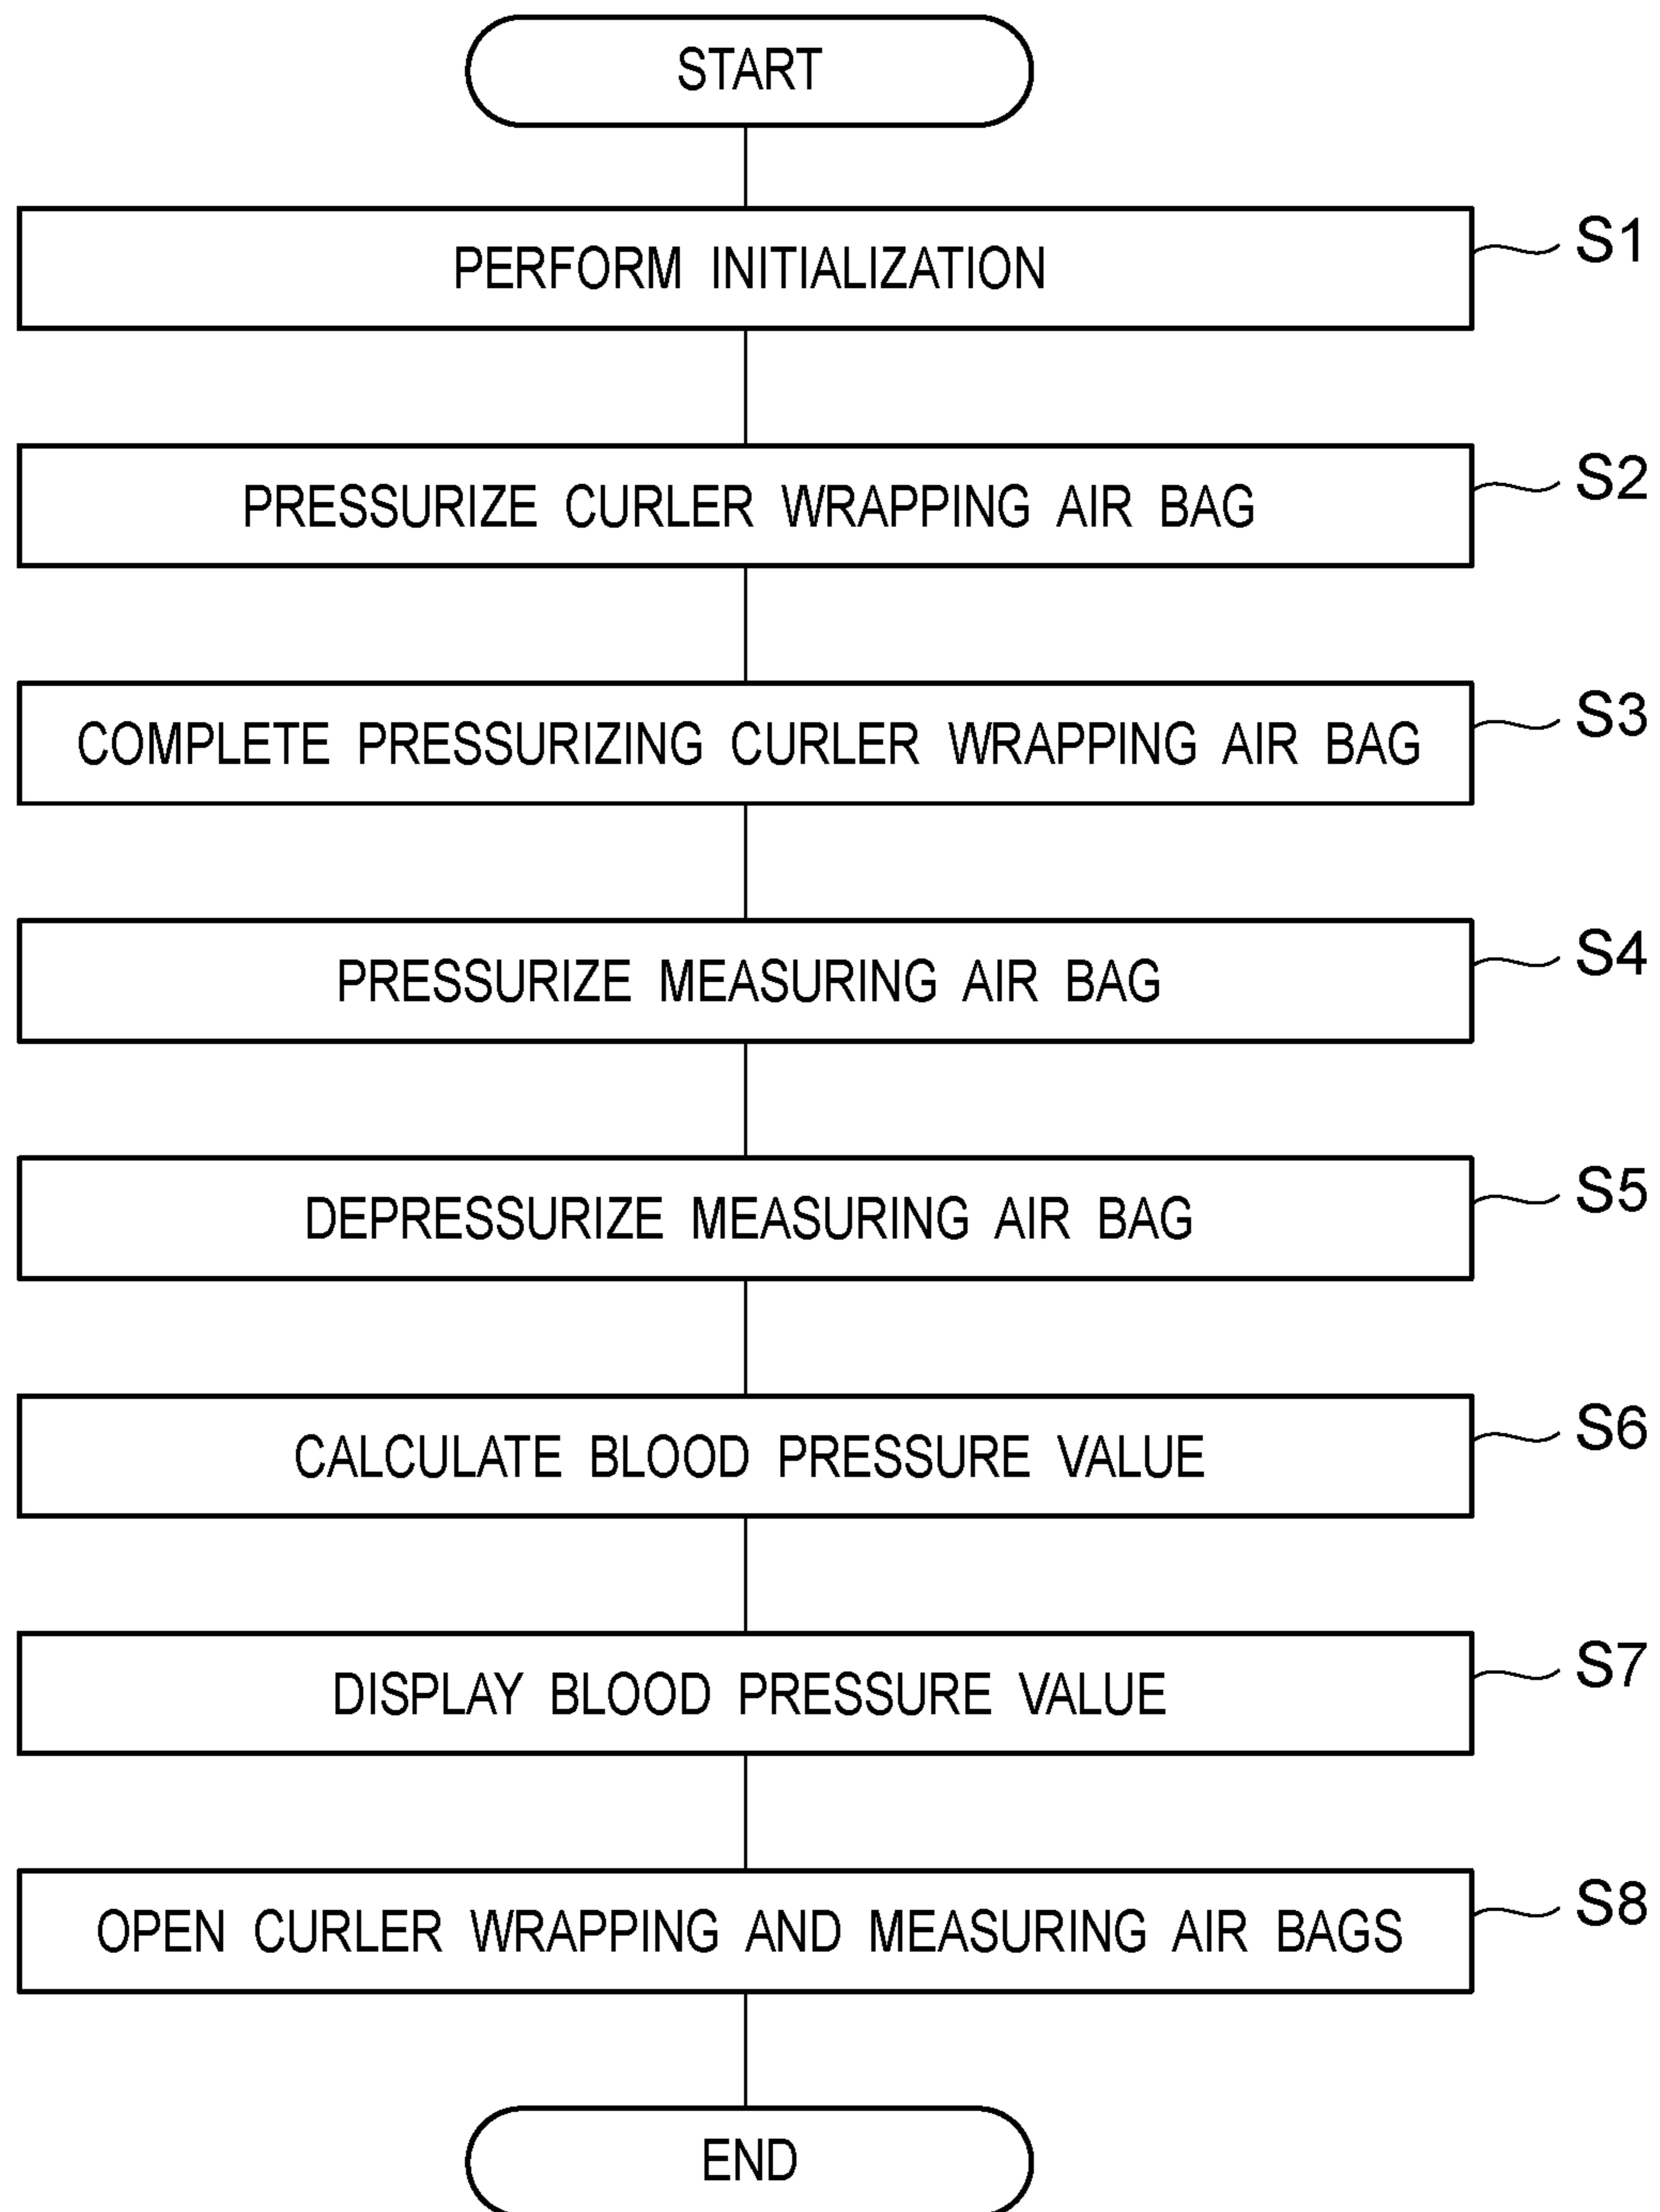 START
PERFORM INITIALIZATION S1
PRESSURIZE CURLER WRAPPING AIR BAG S2
COMPLETE PRESSURIZING CURLER WRAPPING AIR BAG S3
PRESSURIZE MEASURING AIR BAG S4
DEPRESSURIZE MEASURING AIR BAG S5
CALCULATE BLOOD PRESSURE VALUE S6
DISPLAY BLOOD PRESSURE VALUE S7
OPEN CURLER WRAPPING AND MEASURING AIR BAGS S8
END